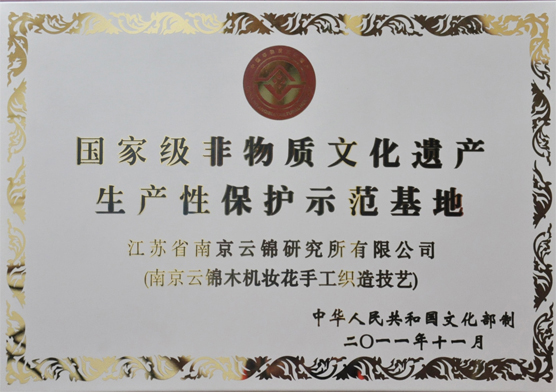 国家级非物质文化遗产
生产性保护示范基地
江苏省南京云锦研究所有限公司
(南京云锦木机妆花手工织造技艺)
中华人民共和国文化部制
二〇一一年十一月